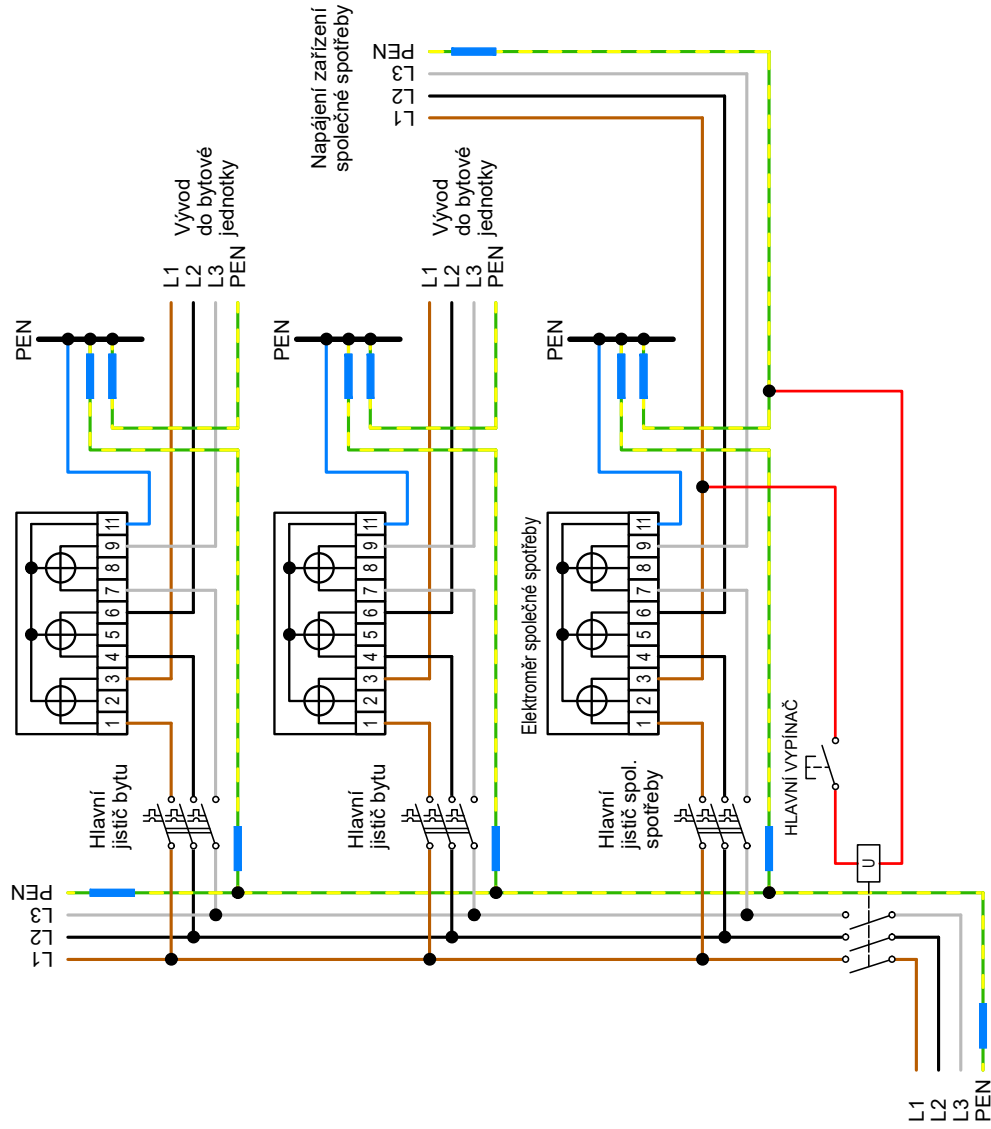 Napájení zařízení
společné spotřeby
PEN
L3
L2
L1
PEN
Vývod
do bytové
jednotky
L1
L2
L3
PEN
1
2
3
4
5
6
7
8
9
11
Hlavní
jistič bytu
PEN
Vývod
do bytové
jednotky
L1
L2
L3
PEN
1
2
3
4
5
6
7
8
9
11
Hlavní
jistič bytu
PEN
Elektroměr společné spotřeby
1
2
3
4
5
6
7
8
9
11
Hlavní
jistič spol.
spotřeby
HLAVNÍ VYPÍNAČ
U
PEN
L3
L2
L1
L1
L2
L3
PEN